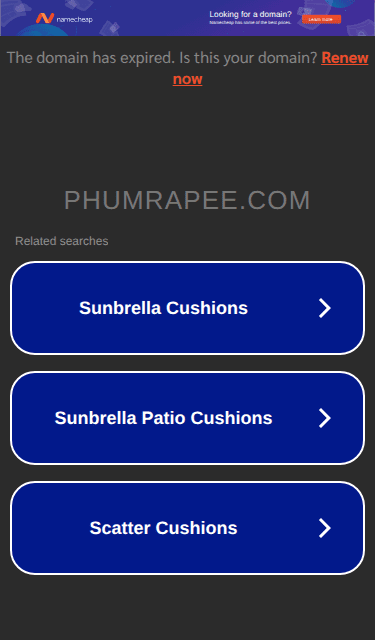 namecheap
Looking for a domain?
Namecheap has some of the best prices.
Learn more
The domain has expired. Is this your domain? Renew
now
PHUMRAPEE.COM
Related searches
Sunbrella Cushions
Sunbrella Patio Cushions
Scatter Cushions